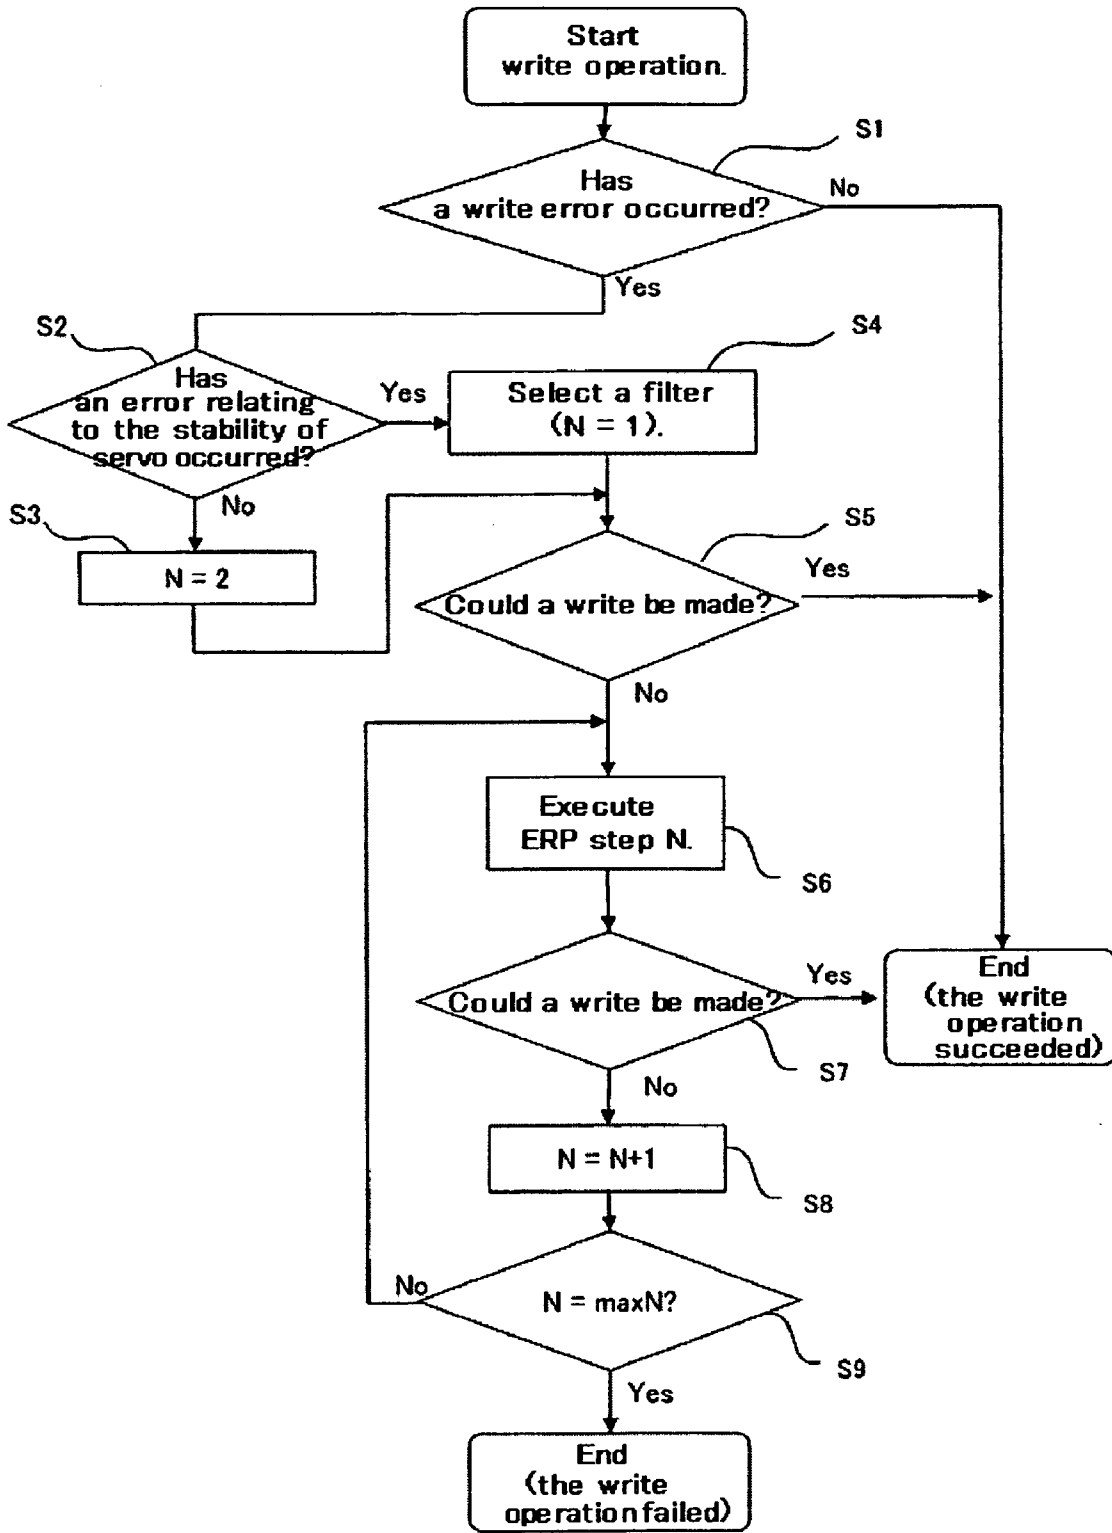 Start
write operation.
S1
Has
a write error occurred?
No
Yes
S2
S4
Has
an error relating
to the stability of
servo occurred?
Yes
Select a filter
(N = 1).
No
S3
N = 2
S5
Could a write be made?
Yes
No
Execute
ERP step N.
S6
Could a write be made?
Yes
End
(the write
operation
succeeded)
S7
No
N = N+1
S8
No
N = maxN?
S9
Yes
End
(the write
operation failed)